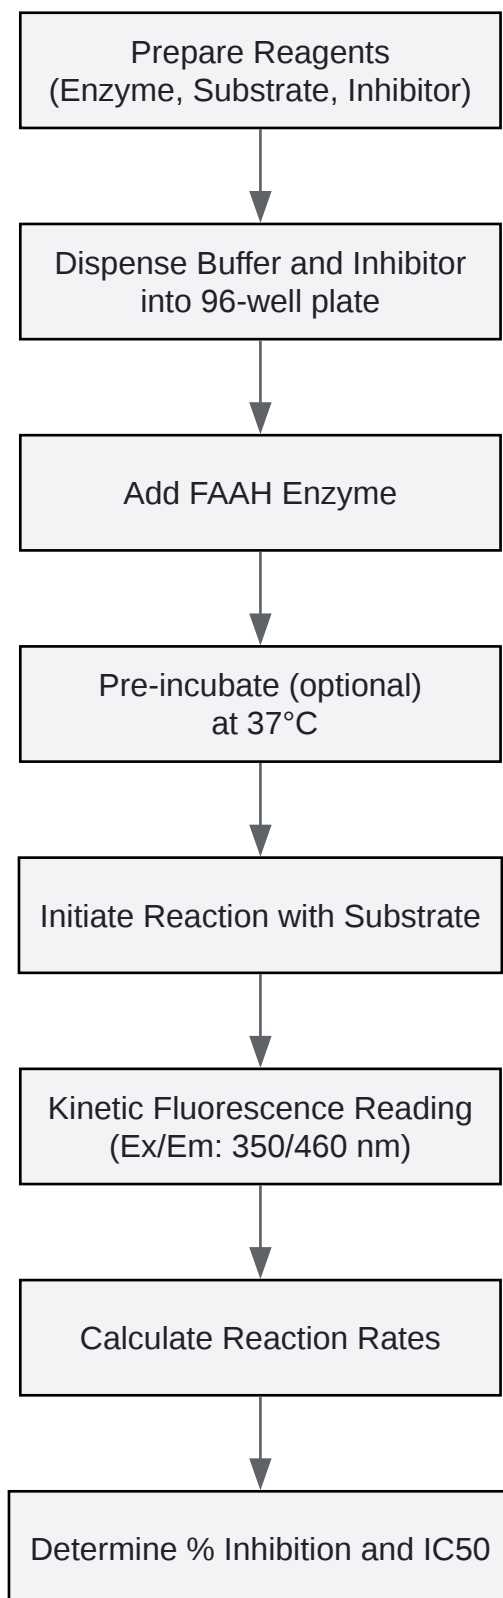 Prepare Reagents
(Enzyme, Substrate, Inhibitor)
Dispense Buffer and Inhibitor
into 96-well plate
Add FAAH Enzyme
Pre-incubate (optional)
at 37°C
Initiate Reaction with Substrate
Kinetic Fluorescence Reading
(Ex/Em: 350/460 nm)
Calculate Reaction Rates
Determine % Inhibition and IC50